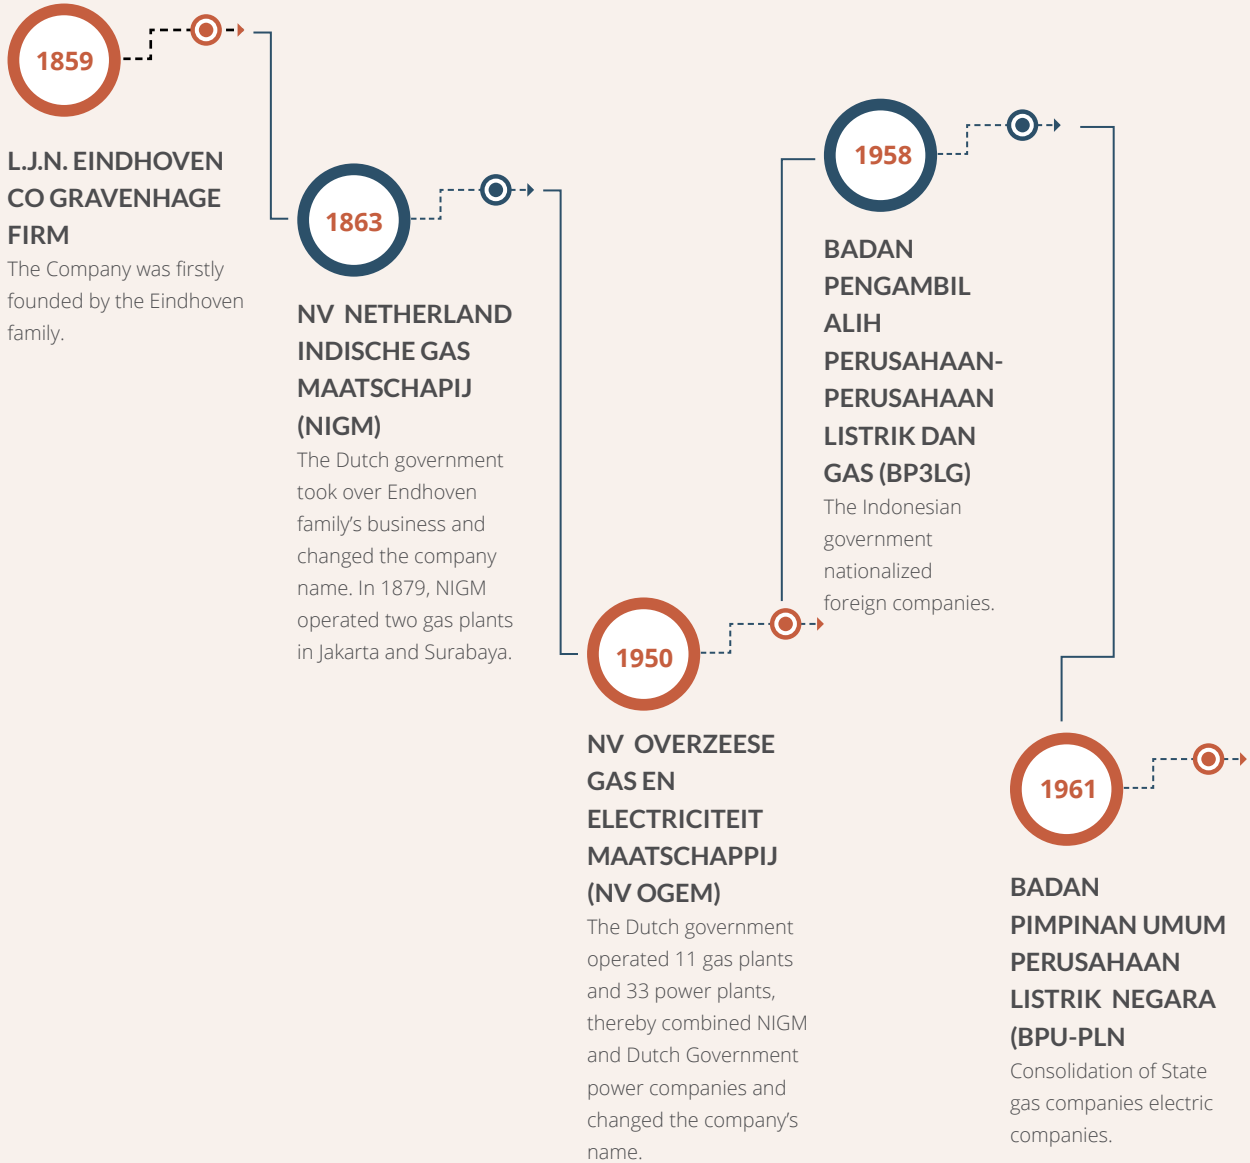 1859
L.J.N. EINDHOVEN
CO GRAVENHAGE
FIRM
The Company was firstly
founded by the Eindhoven
family.
1863
NV NETHERLAND
INDISCHE GAS
MAATSCHAPIJ
(NIGM)
The Dutch government
took over Endhoven
family’s business and
changed the company
name. In 1879, NIGM
operated two gas plants
in Jakarta and Surabaya.
1950
NV OVERZEESE
GAS EN
ELECTRICITEIT
MAATSCHAPPIJ
(NV OGEM)
The Dutch government
operated 11 gas plants
and 33 power plants,
thereby combined NIGM
and Dutch Government
power companies and
changed the company’s
name.
1958
BADAN
PENGAMBIL
ALIH
PERUSAHAAN-
PERUSAHAAN
LISTRIK DAN
GAS (BP3LG)
The Indonesian
government
nationalized
foreign companies.
1961
BADAN
PIMPINAN UMUM
PERUSAHAAN
LISTRIK NEGARA
(BPU-PLN
Consolidation of State
gas companies electric
companies.